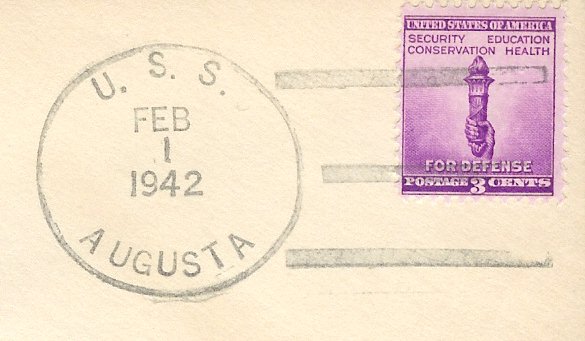 U. S. S.
FEB
1
1942
AUGUSTA
UNITED STATES OF AMERICA
SECURITY EDUCATION
CONSERVATION HEALTH
FOR DEFENSE
POSTAGE 3 CENTS